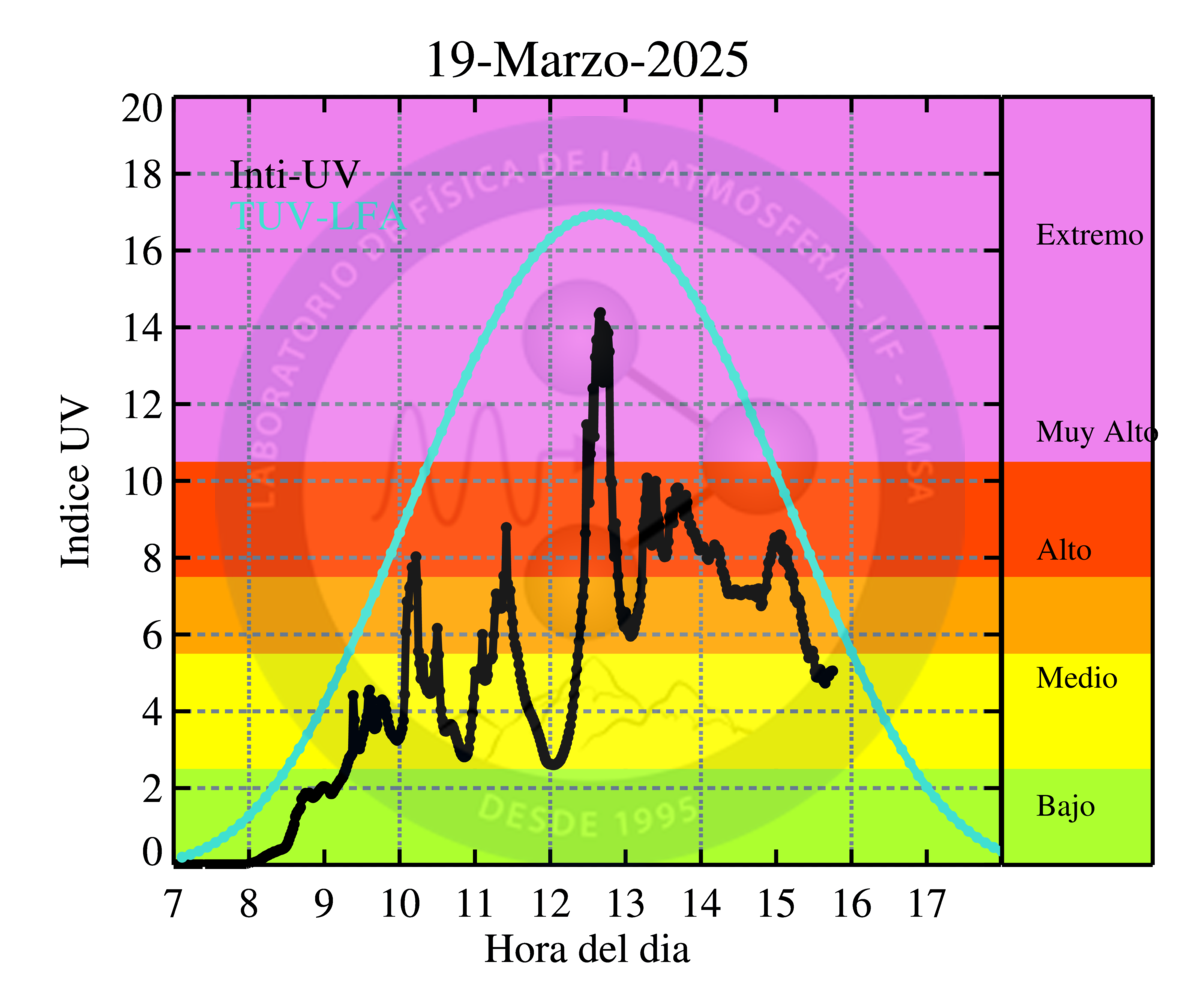 19-Marzo-2025
Indice UV
20
18
16
14
12
10
8
6
4
2
0
Inti-UV
TUV-LFA
LABORATORIO DE FÍSICA DE LA ATMÓSFERA - IIF - UMSA
DESDE 1995
Extremo
Muy Alto
Alto
Medio
Bajo
7 8 9 10 11 12 13 14 15 16 17
Hora del dia